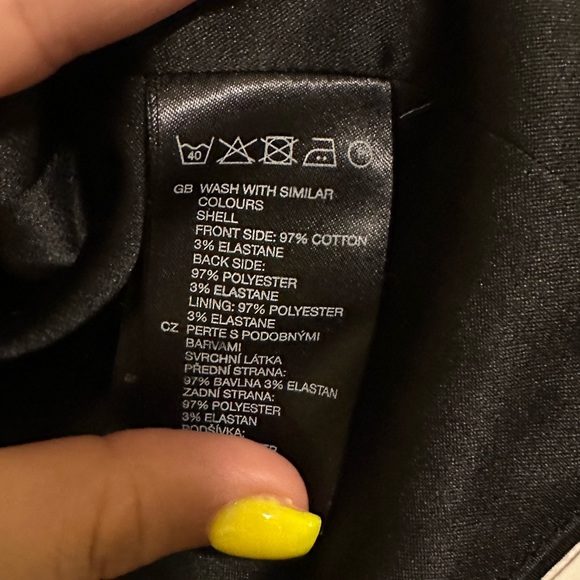 40
GB WASH WITH SIMILAR
COLOURS
SHELL
FRONT SIDE: 97% COTTON
3% ELASTANE
BACK SIDE:
97% POLYESTER
3% ELASTANE
LINING: 97% POLYESTER
3% ELASTANE
CZ PERTE S PODOBNÝMI
BARVAMI
SVRCHNÍ LÁTKA
PŘEDNÍ STRANA:
97% BAVLNA 3% ELASTAN
ZADNÍ STRANA:
97% POLYESTER
3% ELASTAN
PODŠÍVKA: